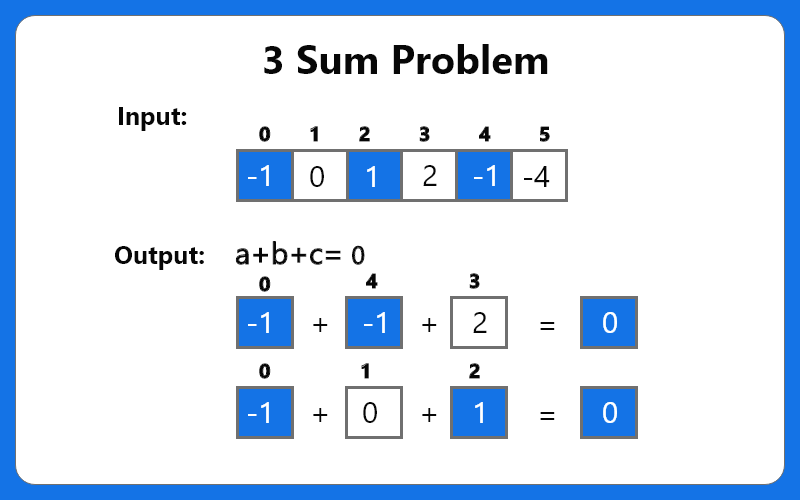 3 Sum Problem
Input:
0 1 2 3 4 5
-1 0 1 2 -1 -4
Output: a+b+c= 0
0 4 3
-1 + -1 + 2 = 0
0 1 2
-1 + 0 + 1 = 0